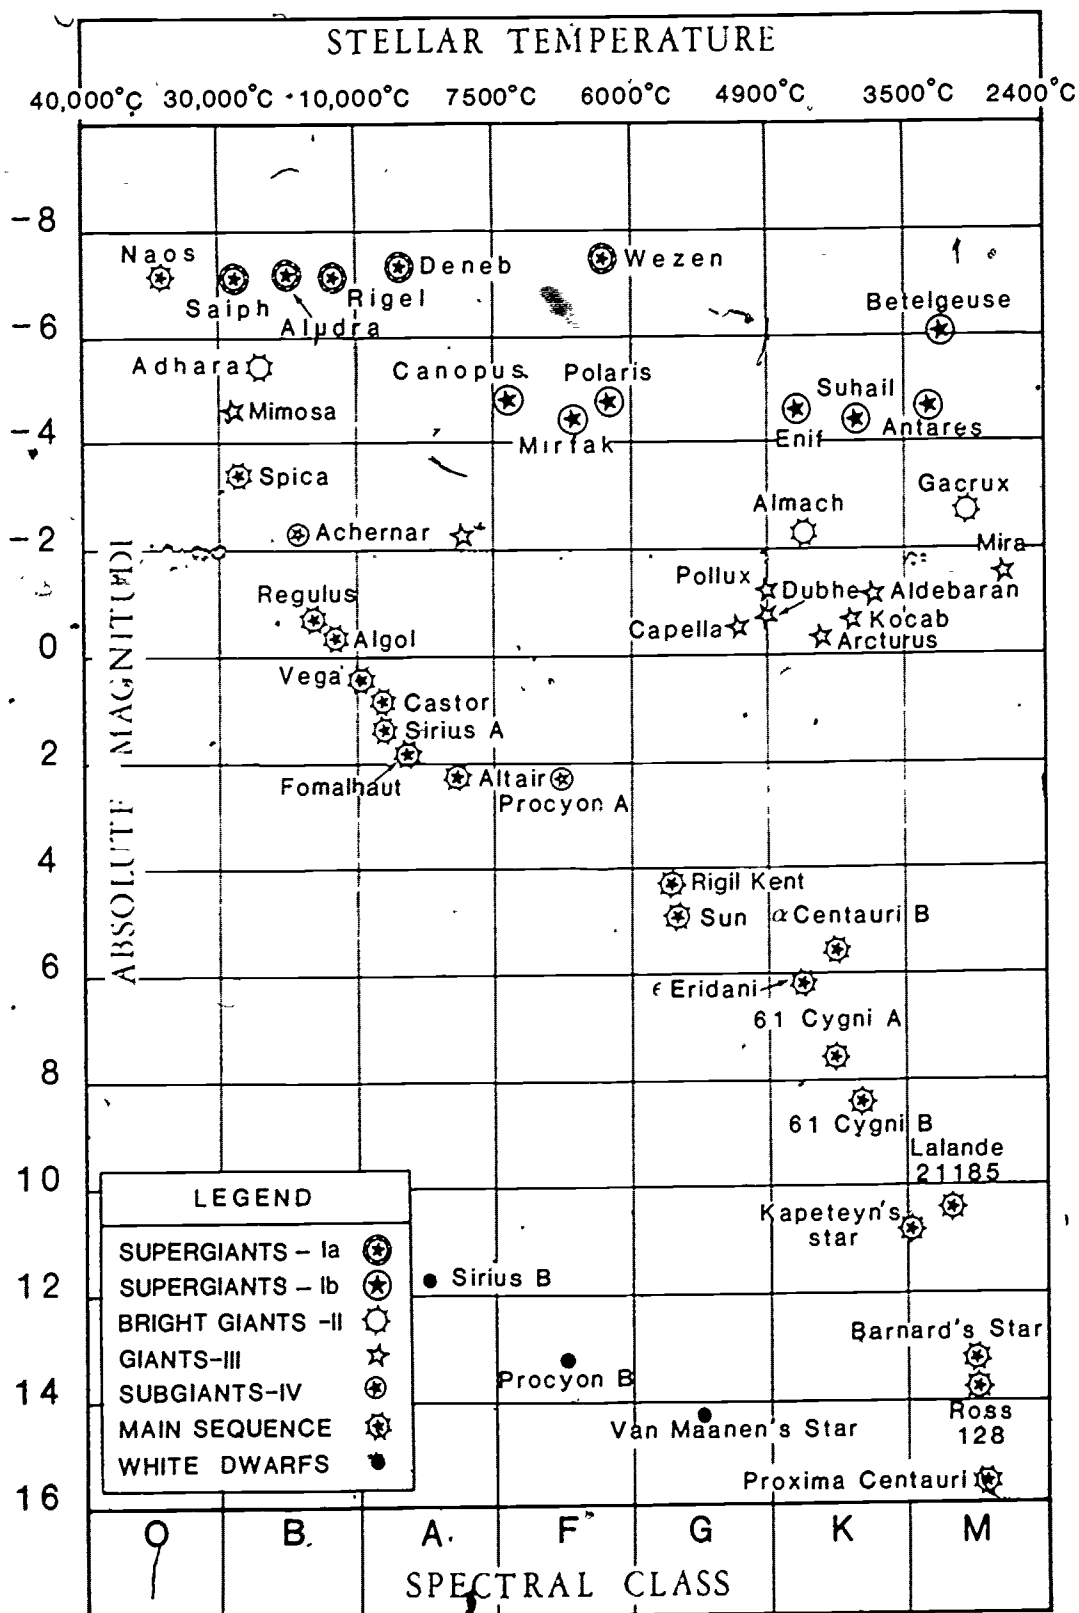 STELLAR TEMPERATURE
40,000°C 30,000°C 10,000°C 7500°C 6000°C 4900°C 3500°C 2400°C
-8
Naos
Deneb
Wezen
Saiph
Rigel
Aludra
Betelgeuse
-6
Adhara
Canopus
Polaris
Suhail
Mimosa
-4
Mirfak
Enif
Antares
Spica
Gacrux
Almach
Achernar
-2
Mira
Pollux
Dubhe
Aldebaran
Regulus
Kocab
Capella
Arcturus
0
Algol
Vega
Castor
Sirius A
2
Fomalhaut
Altair
Procyon A
4
Rigil Kent
Sun
α Centauri B
6
ϵ Eridani
61 Cygni A
8
61 Cygni B
Lalande
21185
10
Kapeteyn's
star
Sirius B
12
Barnard's Star
Procyon B
14
Van Maanen's Star
Ross
128
Proxima Centauri
16
ABSOLUTE MAGNITUDE
LEGEND
SUPERGIANTS - Ia
SUPERGIANTS - Ib
BRIGHT GIANTS -II
GIANTS-III
SUBGIANTS-IV
MAIN SEQUENCE
WHITE DWARFS
O B A F G K M
SPECTRAL CLASS